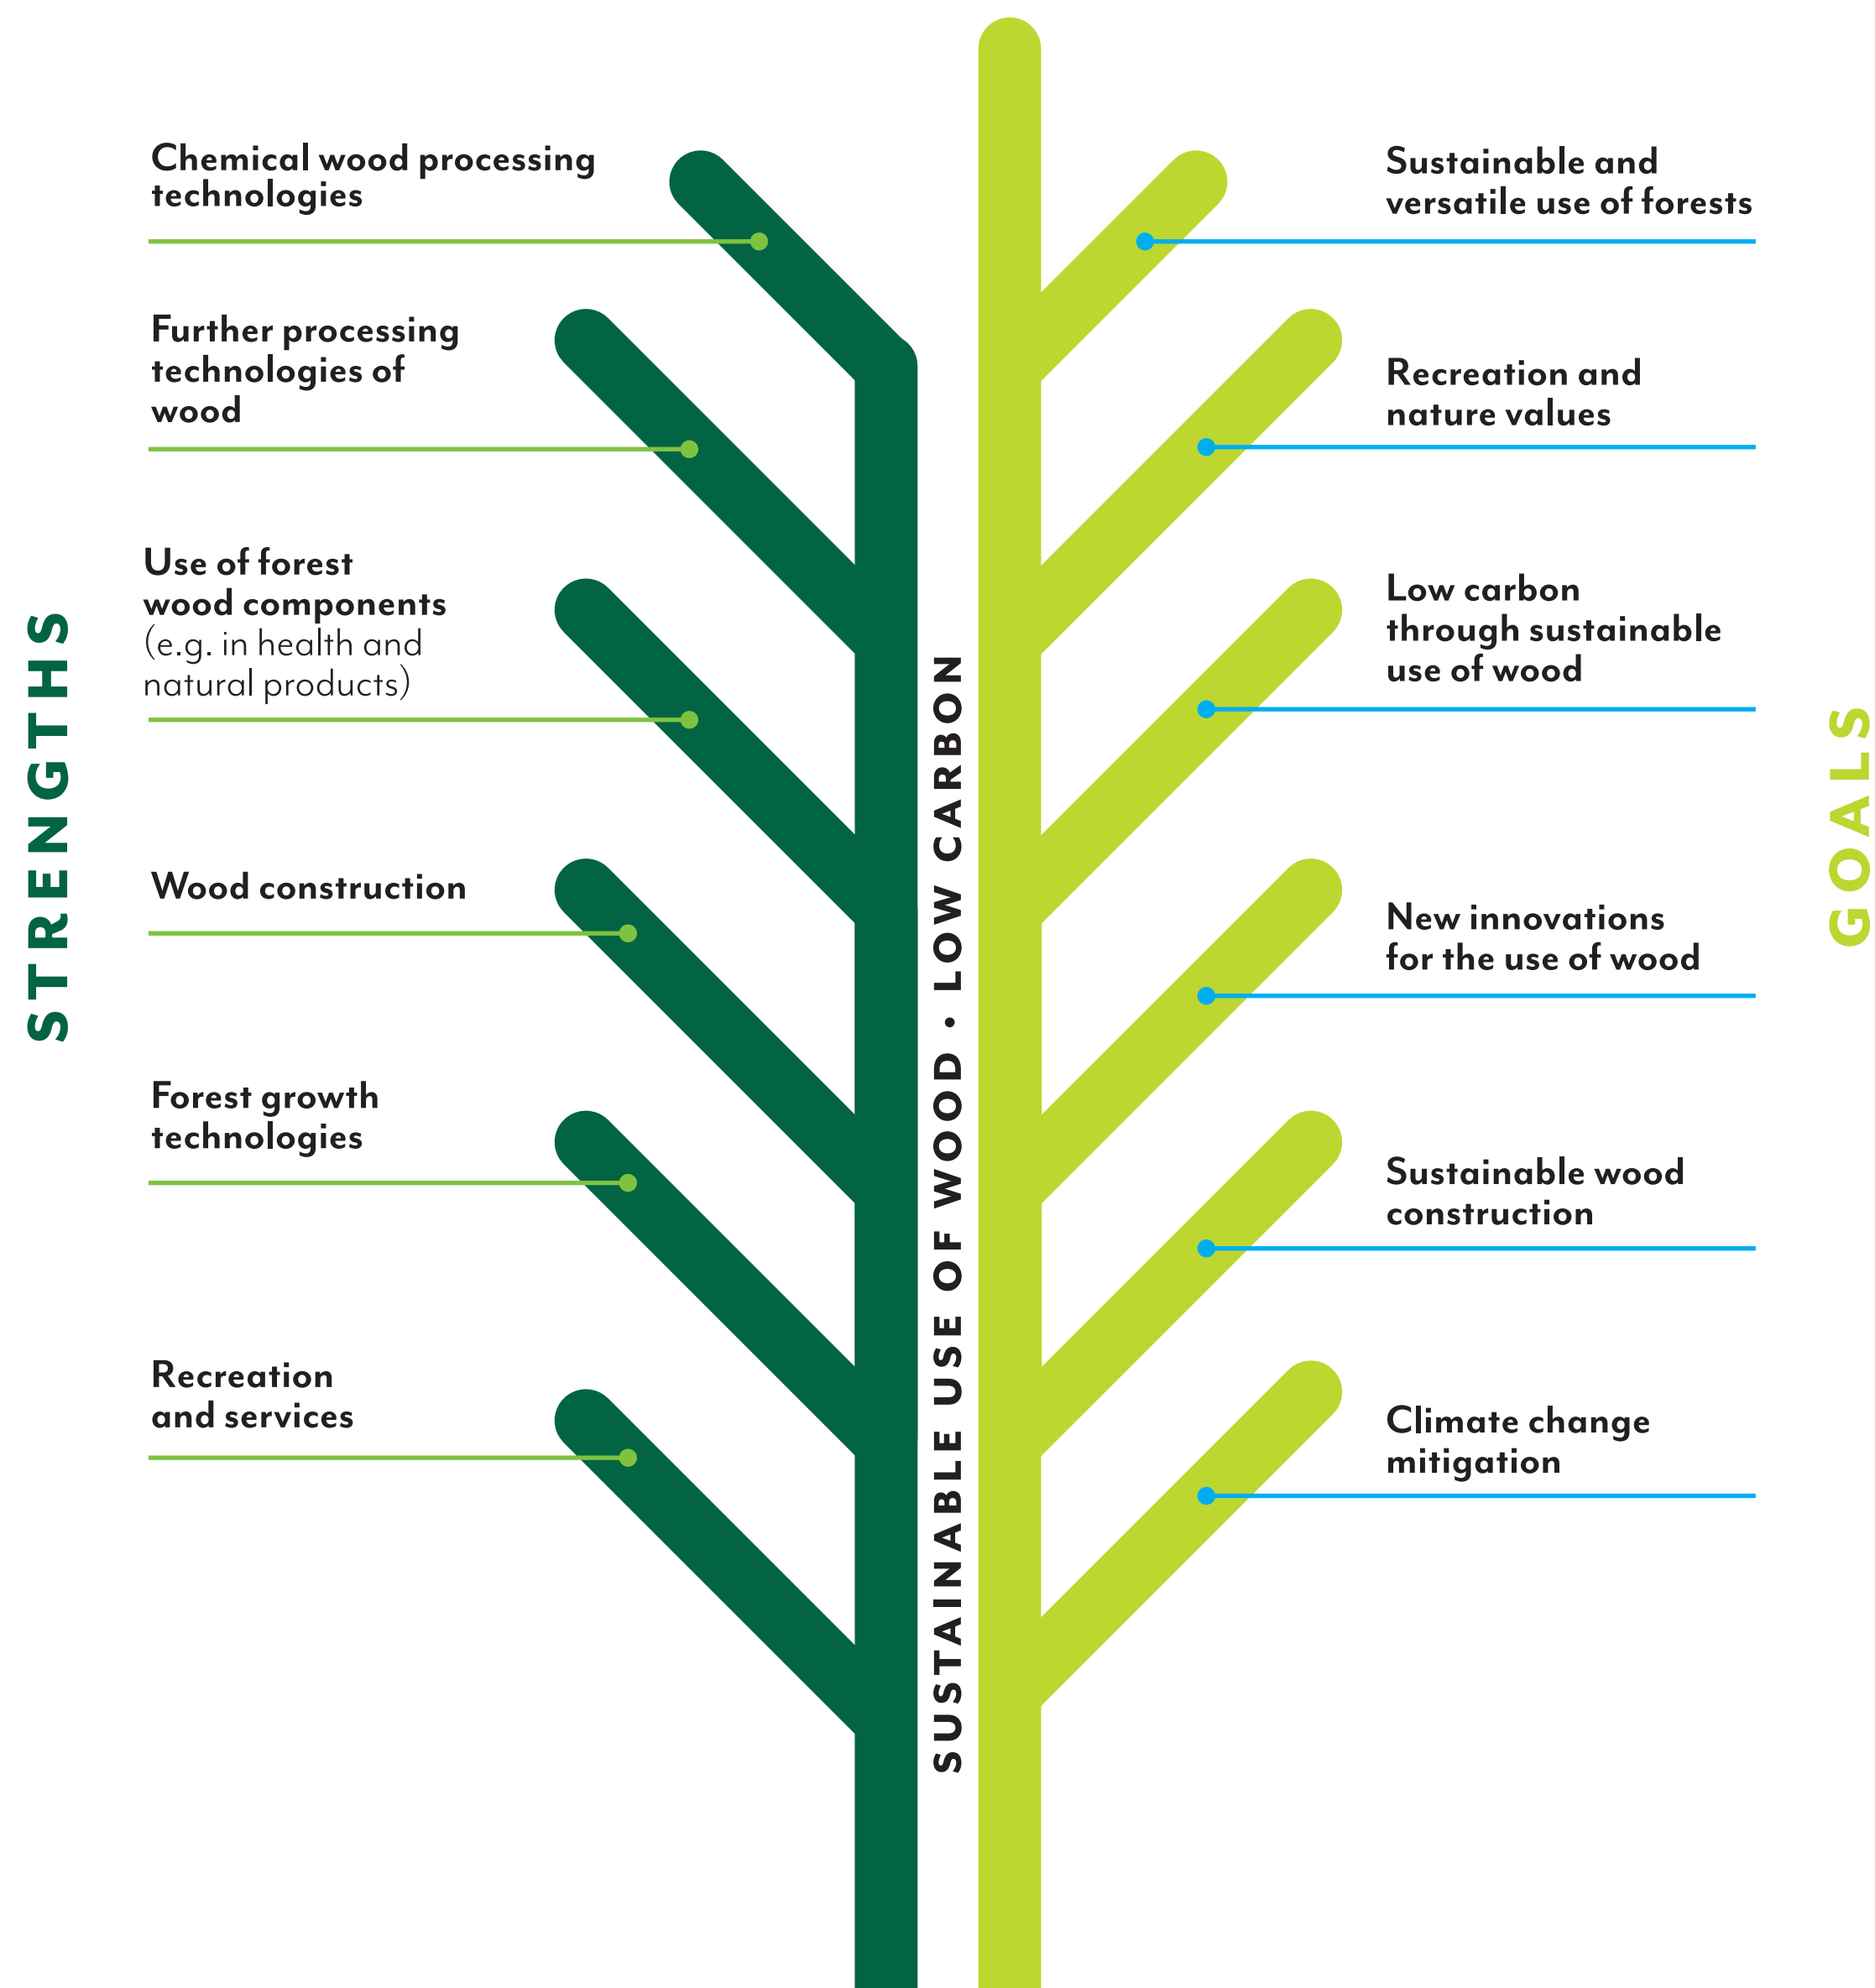 STRENGTHS
Chemical wood processing
technologies
Further processing
technologies of
wood
Use of forest
wood components
(e.g. in health and
natural products)
Wood construction
Forest growth
technologies
Recreation
and services
SUSTAINABLE USE OF WOOD • LOW CARBON
Sustainable and
versatile use of forests
Recreation and
nature values
Low carbon
through sustainable
use of wood
New innovations
for the use of wood
Sustainable wood
construction
Climate change
mitigation
GOALS